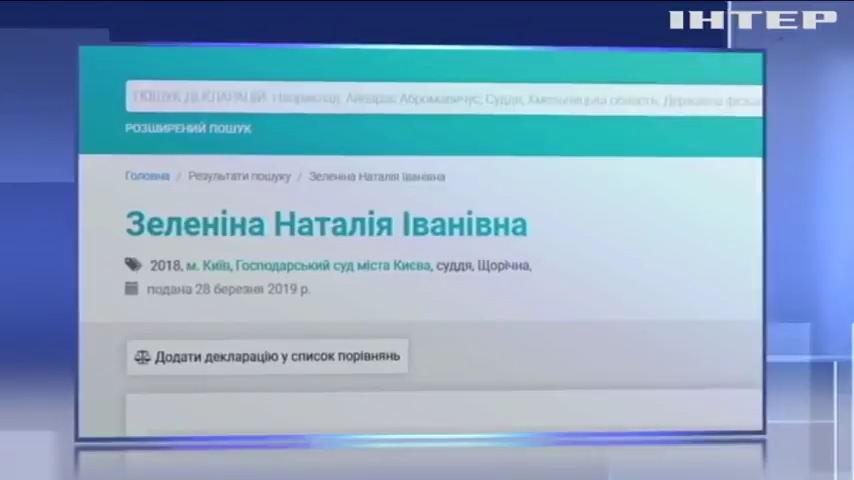 ІНТЕР
ПОШУК ДЕКЛАРАЦІЙ. Наприклад, Айварас Абромавичус, Суддя, Хмельницька область, Державна фіска
РОЗШИРЕНИЙ ПОШУК
Головна / Результати пошуку / Зеленіна Наталія Іванівна
Зеленіна Наталія Іванівна
2018, м. Київ, Господарський суд міста Києва, суддя, Щорічна,
подана 28 березня 2019 р.
Додати декларацію у список порівнянь